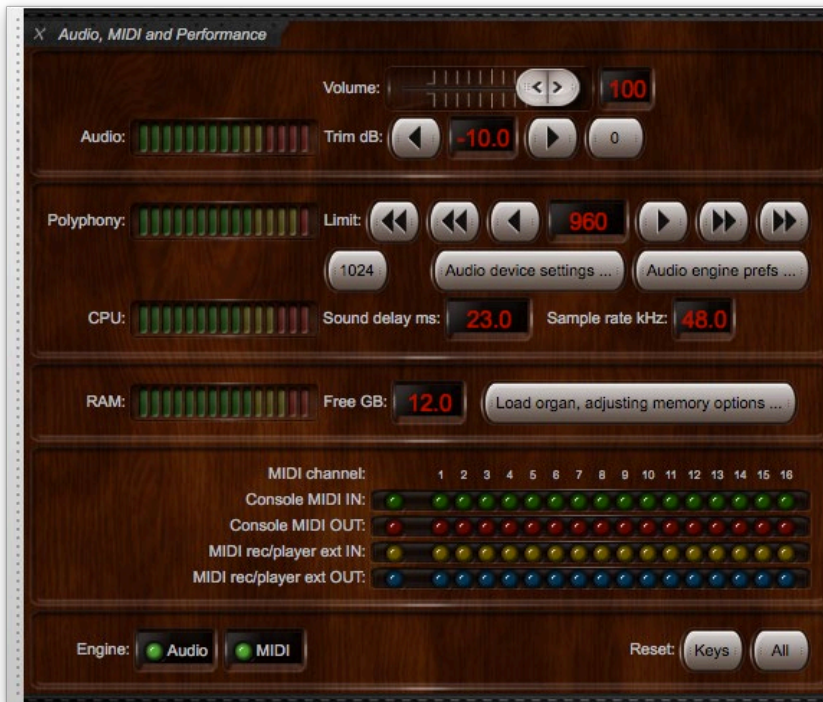 X Audio, MIDI and Performance
Volume: 100
Audio: Trim dB: -10.0 0
Polyphony: Limit: 960
1024 Audio device settings ... Audio engine prefs ...
CPU: Sound delay ms: 23.0 Sample rate kHz: 48.0
RAM: Free GB: 12.0 Load organ, adjusting memory options ...
MIDI channel: 1 2 3 4 5 6 7 8 9 10 11 12 13 14 15 16
Console MIDI IN:
Console MIDI OUT:
MIDI rec/player ext IN:
MIDI rec/player ext OUT:
Engine: Audio MIDI Reset: Keys All